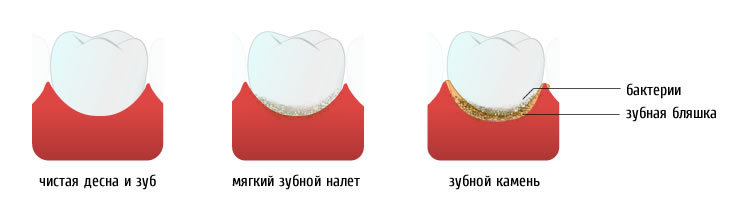 бактерии
зубная бляшка
чистая десна и зуб
мягкий зубной налет
зубной камень